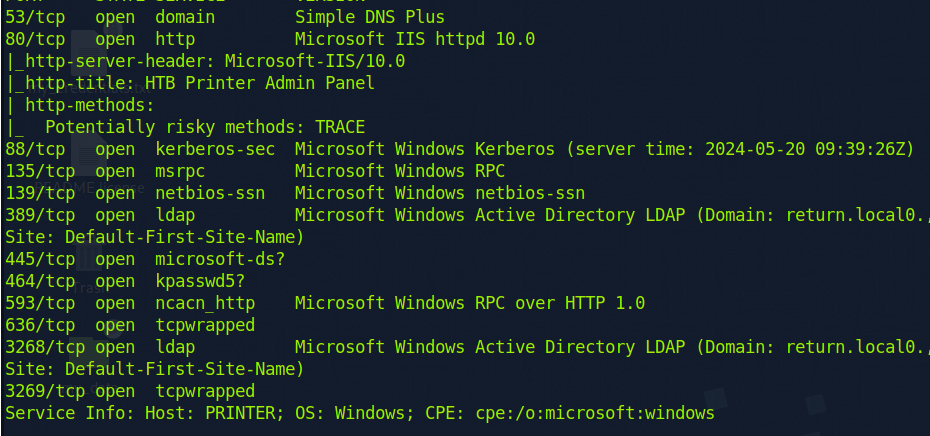 53/tcp open domain Simple DNS Plus
80/tcp open http Microsoft IIS httpd 10.0
|_http-server-header: Microsoft-IIS/10.0
|_http-title: HTB Printer Admin Panel
| http-methods:
|_ Potentially risky methods: TRACE
88/tcp open kerberos-sec Microsoft Windows Kerberos (server time: 2024-05-20 09:39:26Z)
135/tcp open msrpc Microsoft Windows RPC
139/tcp open netbios-ssn Microsoft Windows netbios-ssn
389/tcp open ldap Microsoft Windows Active Directory LDAP (Domain: return.local0.,
Site: Default-First-Site-Name)
445/tcp open microsoft-ds?
464/tcp open kpasswd5?
593/tcp open ncacn_http Microsoft Windows RPC over HTTP 1.0
636/tcp open tcpwrapped
3268/tcp open ldap Microsoft Windows Active Directory LDAP (Domain: return.local0.,
Site: Default-First-Site-Name)
3269/tcp open tcpwrapped
Service Info: Host: PRINTER; OS: Windows; CPE: cpe:/o:microsoft:windows